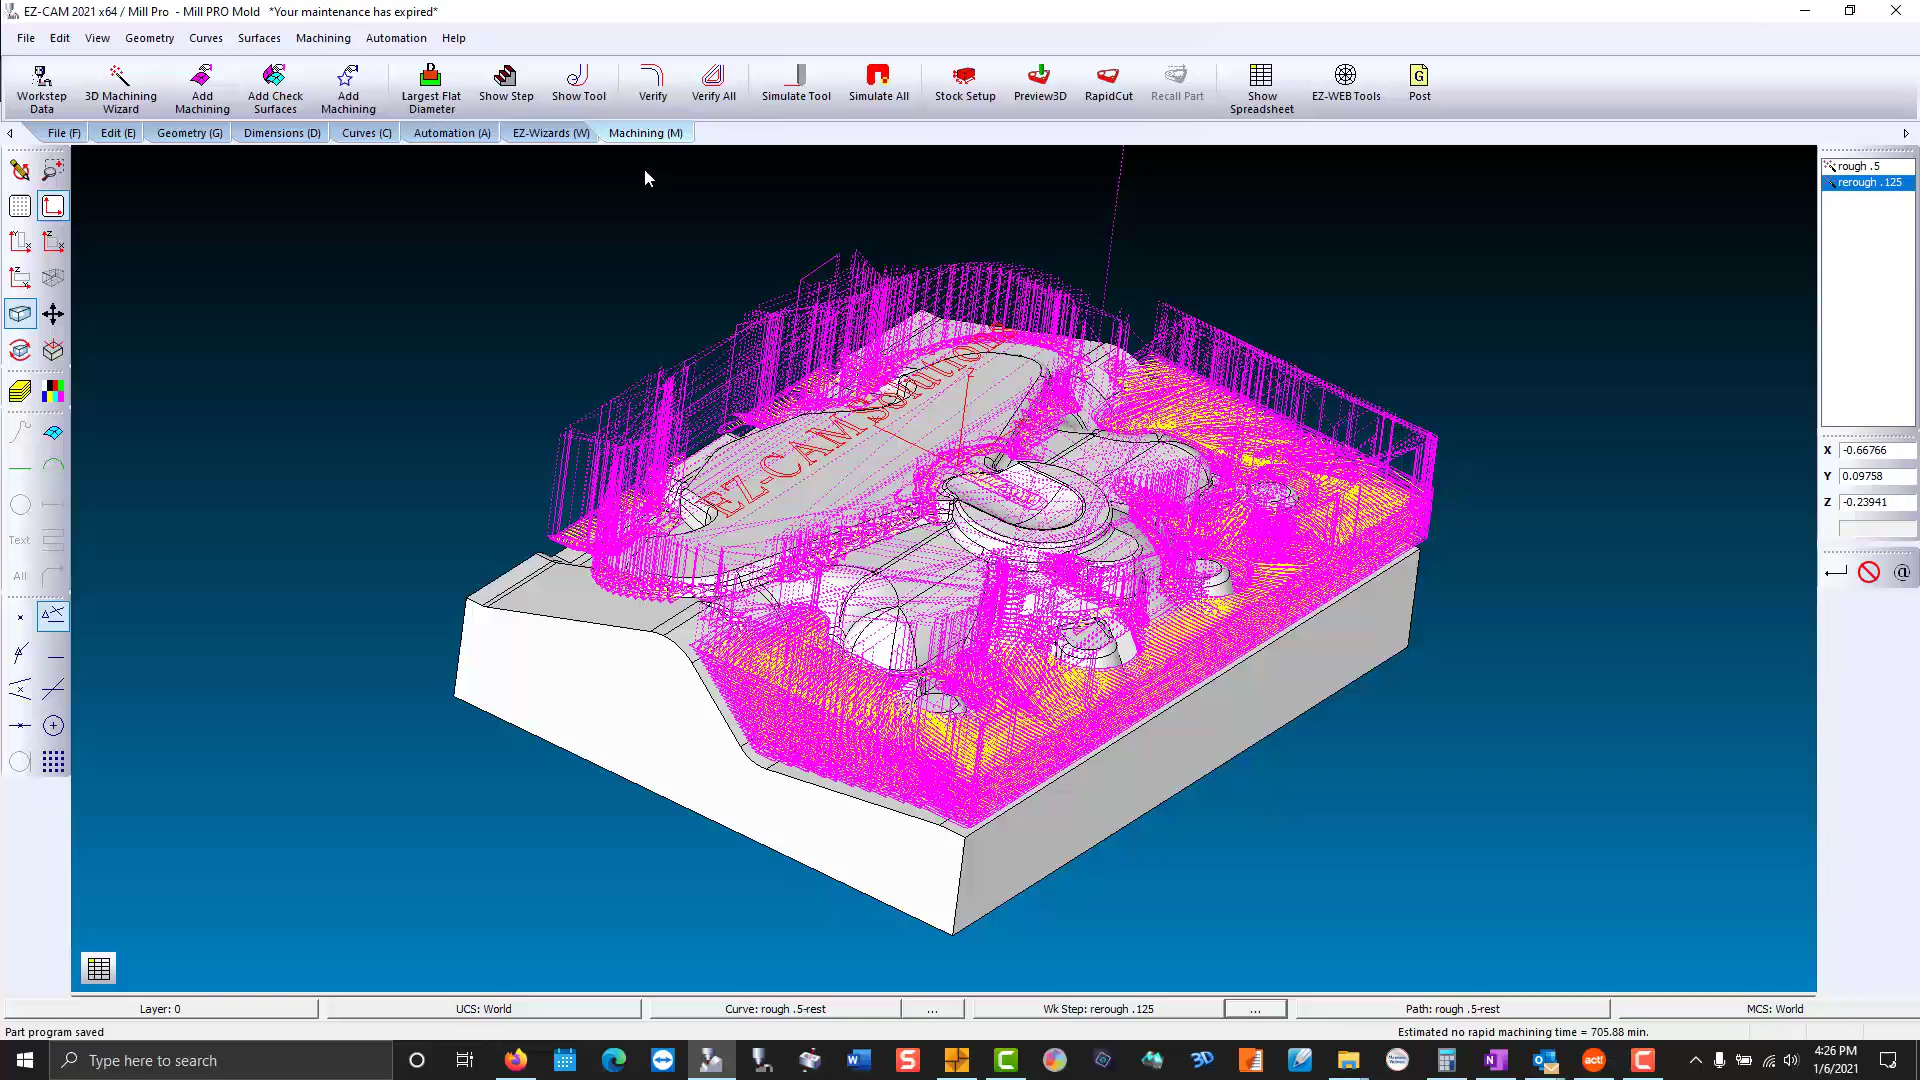 EZ-CAM 2021 x64 / Mill Pro - Mill PRO Mold *Your maintenance has expired*
File Edit View Geometry Curves Surfaces Machining Automation Help
Workstep Data
3D Machining Wizard
Add Machining
Add Check Surfaces
Add Machining
D
Largest Flat Diameter
Show Step
Show Tool
Verify
Verify All
Simulate Tool
Simulate All
Stock Setup
Preview3D
RapidCut
Recall Part
Show Spreadsheet
EZ-WEB Tools
G
Post
File (F) Edit (E) Geometry (G) Dimensions (D) Curves (C) Automation (A) EZ-Wizards (W) Machining (M)
rough .5
rerough .125
EZ-CAM Solutions
X -0.66766
Y 0.09758
Z -0.23941
@
Text
All
Layer: 0
UCS: World
Curve: rough .5-rest
...
Wk Step: rerough .125
...
Path: rough .5-rest
MCS: World
Part program saved
Estimated no rapid machining time = 705.88 min.
Type here to search
4:26 PM
1/6/2021